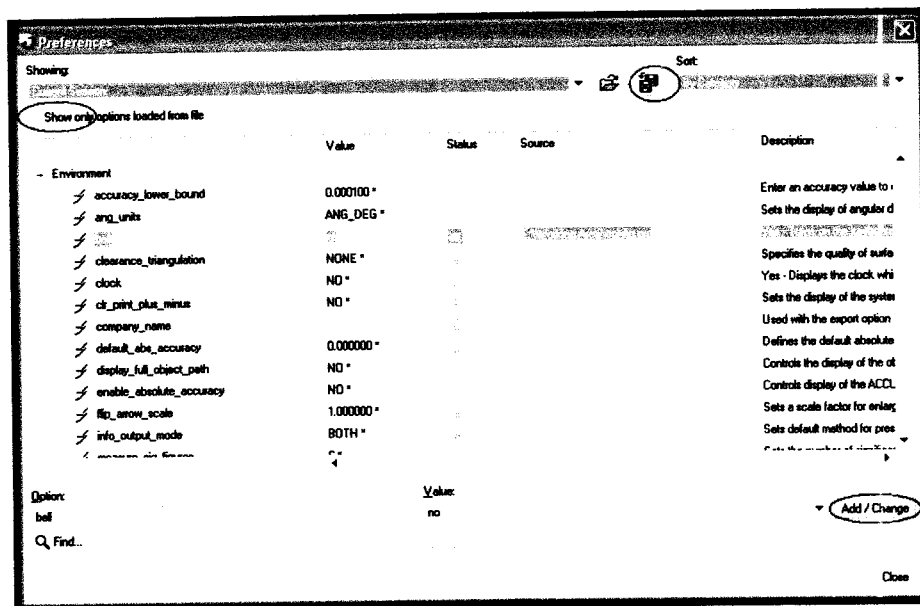 Preferences
Showing: Sort:
Show only options loaded from file
Value Status Source Description
Environment
accuracy_lower_bound 0.000100 * Enter an accuracy value to
ang_units ANG_DEG * Sets the display of angular d
clearance_triangulation NONE * Specifies the quality of surfa
clock NO * Yes - Displays the clock whi
clr_print_plus_minus NO * Sets the display of the system
company_name Used with the export option
default_abs_accuracy 0.000000 * Defines the default absolute
display_full_object_path NO * Controls the display of the ob
enable_absolute_accuracy NO * Controls display of the ACCL
flip_arrow_scale 1.000000 * Sets a scale factor for enlarg
info_output_mode BOTH * Sets default method for pres
Option: Value:
bell no Add / Change
Find...
Close